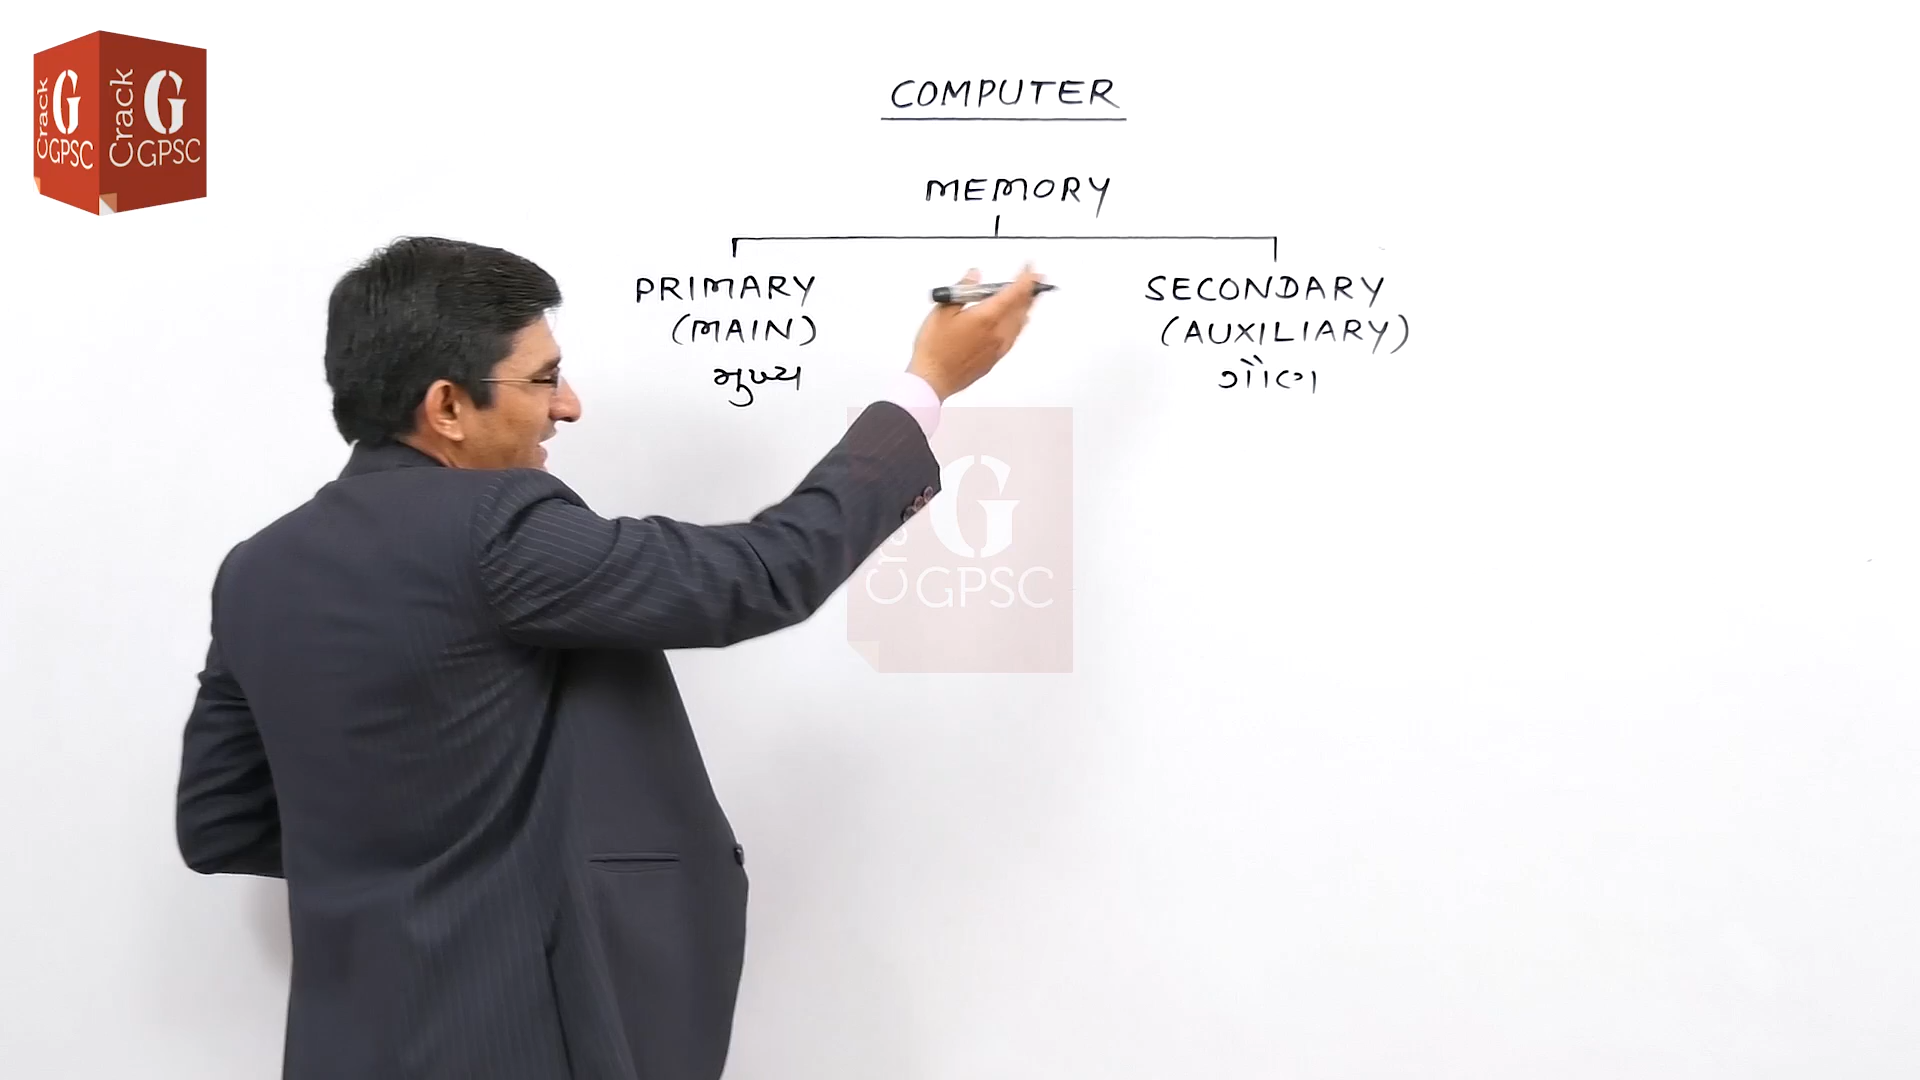 Crack GPSC
Crack GPSC
G
COMPUTER
MEMORY
PRIMARY
(MAIN)
મુખ્ય
SECONDARY
(AUXILIARY)
ગૌણ
G
GPSC